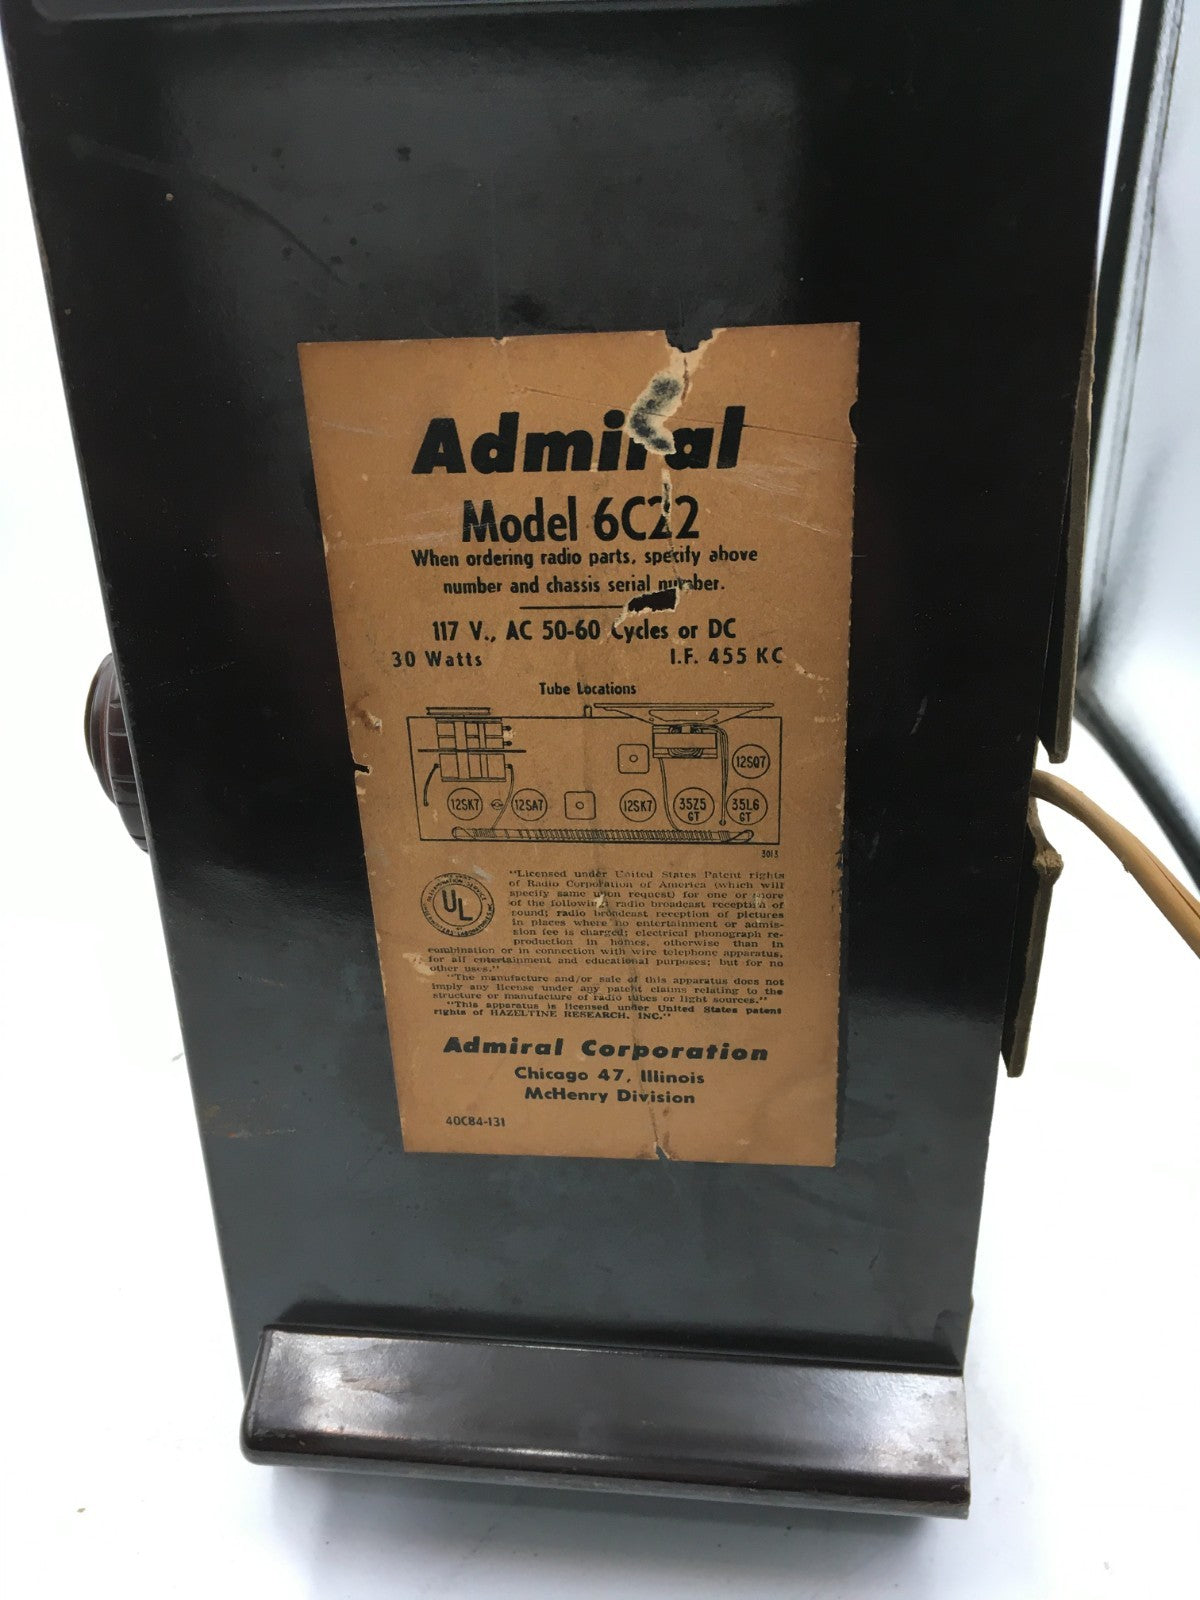 Admiral
Model 6C22
When ordering radio parts, specify above
number and chassis serial number.
117 V., AC 50-60 Cycles or DC
30 Watts I.F. 455 KC
Tube Locations
12SQ7
12SK7 12SA7 12SK7 35Z5 GT 35L6 GT
3013
UL
"Licensed under United States Patent rights
of Radio Corporation of America (which will
specify same upon request) for one or more
of the following: radio broadcast reception of
sound; radio broadcast reception of pictures
in places where no entertainment or admis-
sion fee is charged; electrical phonograph re-
production in homes, otherwise than in
combination or in connection with wire telephone apparatus,
for all entertainment and educational purposes; but for no
other uses."
"The manufacture and/or sale of this apparatus does not
imply any license under any patent claims relating to the
structure or manufacture of radio tubes or light sources."
"This apparatus is licensed under United States patent
rights of HAZELTINE RESEARCH, INC."
Admiral Corporation
Chicago 47, Illinois
McHenry Division
40C84-131